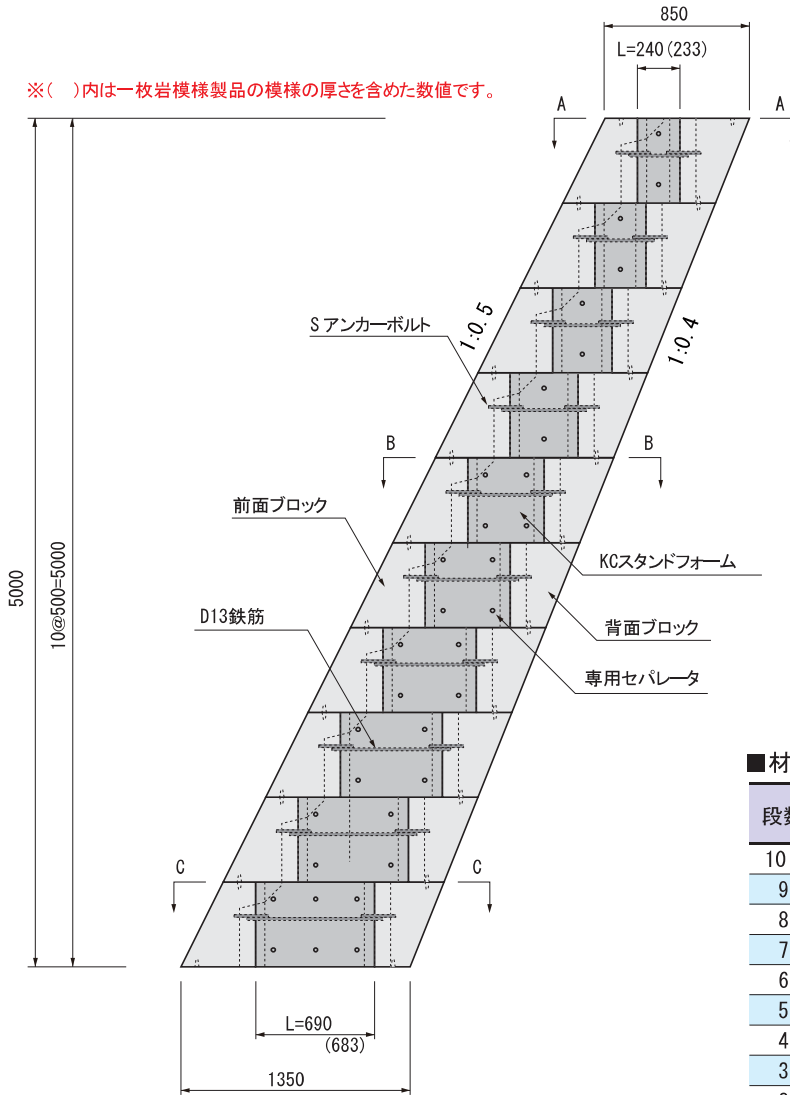 850
L=240(233)
※(　)内は一枚岩模様製品の模様の厚さを含めた数値です。
A
A
Sアンカーボルト
1:0.5
1:0.4
B
B
前面ブロック
KCスタンドフォーム
5000
10@500=5000
D13鉄筋
背面ブロック
専用セパレータ
■材
段数
10
9
8
7
6
5
4
3
C
C
L=690
(683)
1350